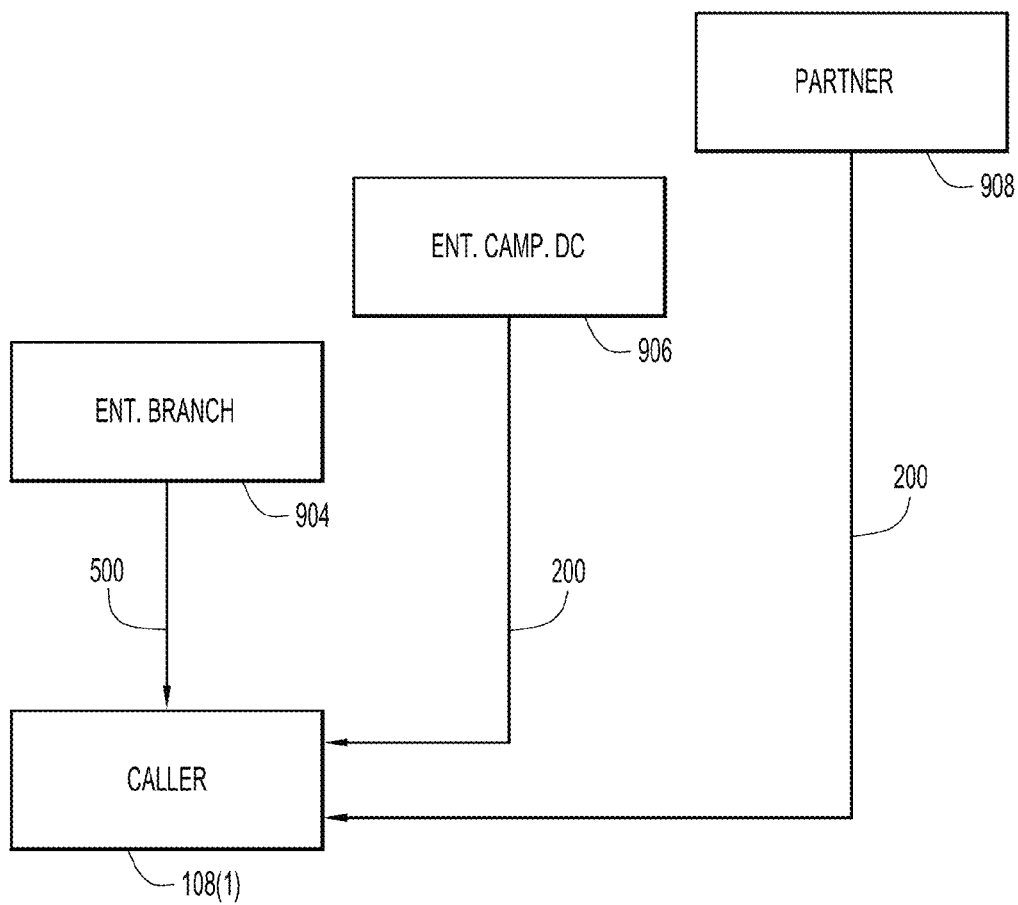 PARTNER
908
ENT. CAMP. DC
906
ENT. BRANCH
904
200
500
200
CALLER
108(1)